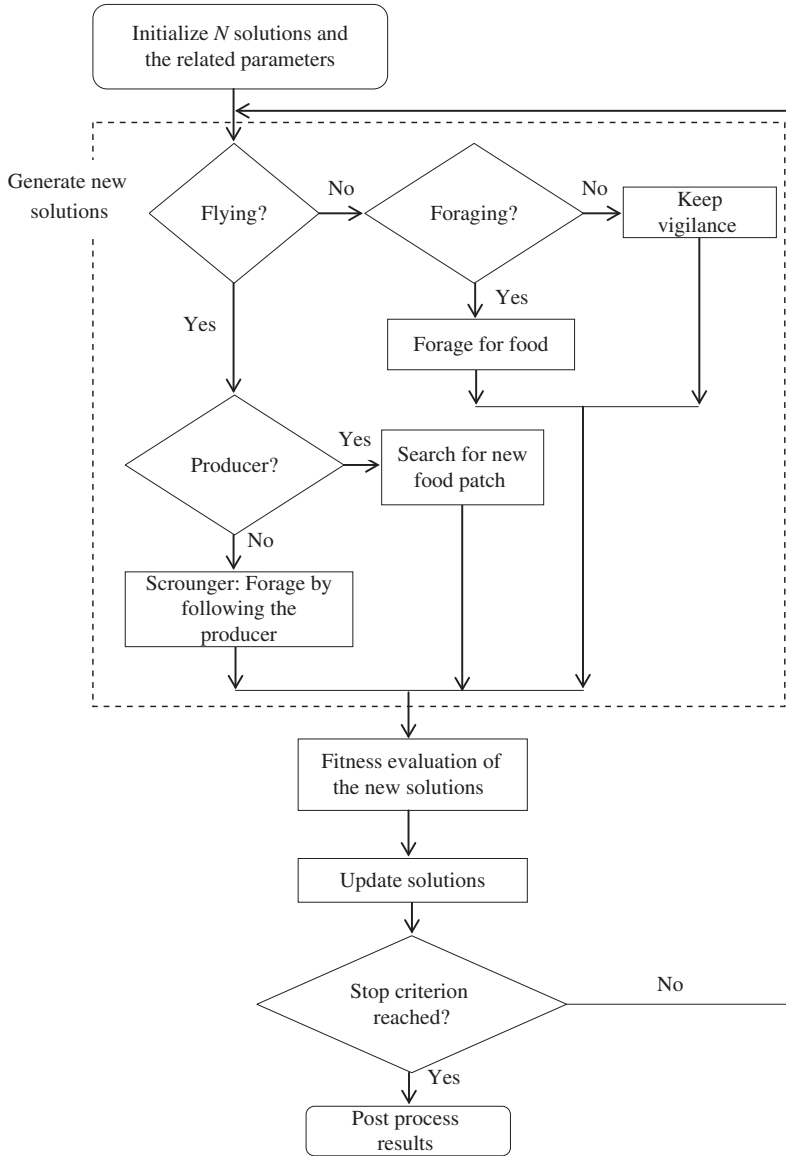 Initialize N solutions and
the related parameters
Generate new
solutions
Flying?
No
Foraging?
No
Keep
vigilance
Yes
Yes
Forage for food
Producer?
Yes
Search for new
food patch
No
Scrounger: Forage by
following the
producer
Fitness evaluation of
the new solutions
Update solutions
Stop criterion
reached?
No
Yes
Post process
results